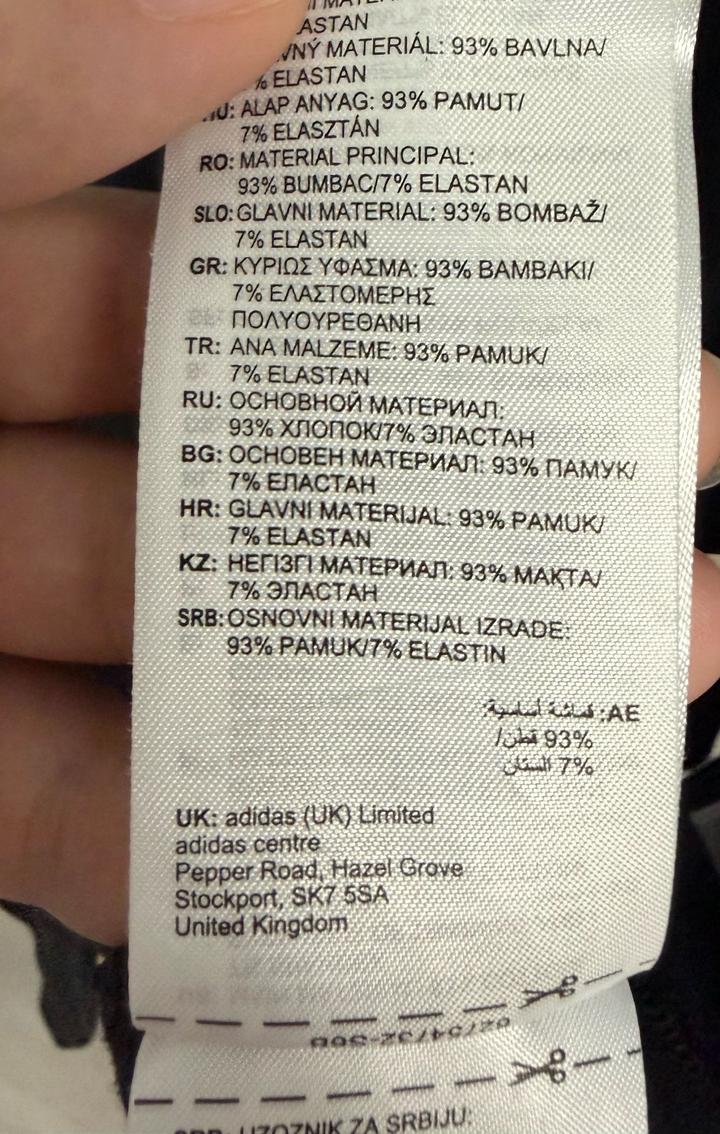 ASTAN
MATERIÁL: 93% BAVLNA/
% ELASTAN
ALAP ANYAG: 93% PAMUT/
7% ELASZTÁN
RO: MATERIAL PRINCIPAL:
93% BUMBAC/7% ELASTAN
SLO: GLAVNI MATERIAL: 93% BOMBAŽ/
7% ELASTAN
GR: ΚΥΡΙΩΣ ΥΦΑΣΜΑ: 93% ΒΑΜΒΑΚΙ/
7% ΕΛΑΣΤΟΜΕΡΗΣ
ΠΟΛΥΟΥΡΕΘΑΝΗ
TR: ANA MALZEME: 93% PAMUK/
7% ELASTAN
RU: ОСНОВНОЙ МАТЕРИАЛ:
93% ХЛОПОК/7% ЭЛАСТАН
BG: ОСНОВЕН МАТЕРИАЛ: 93% ПАМУК/
7% ЕЛАСТАН
HR: GLAVNI MATERIJAL: 93% PAMUK/
7% ELASTAN
KZ: НЕГІЗГІ МАТЕРИАЛ: 93% МАҚТА/
7% ЭЛАСТАН
SRB: OSNOVNI MATERIJAL IZRADE:
93% PAMUK/7% ELASTIN
AE: قماشة أساسية:
93% قطن/
7% الستان
UK: adidas (UK) Limited
adidas centre
Pepper Road, Hazel Grove
Stockport, SK7 5SA
United Kingdom
UZOZNIK ZA SRBIJU: